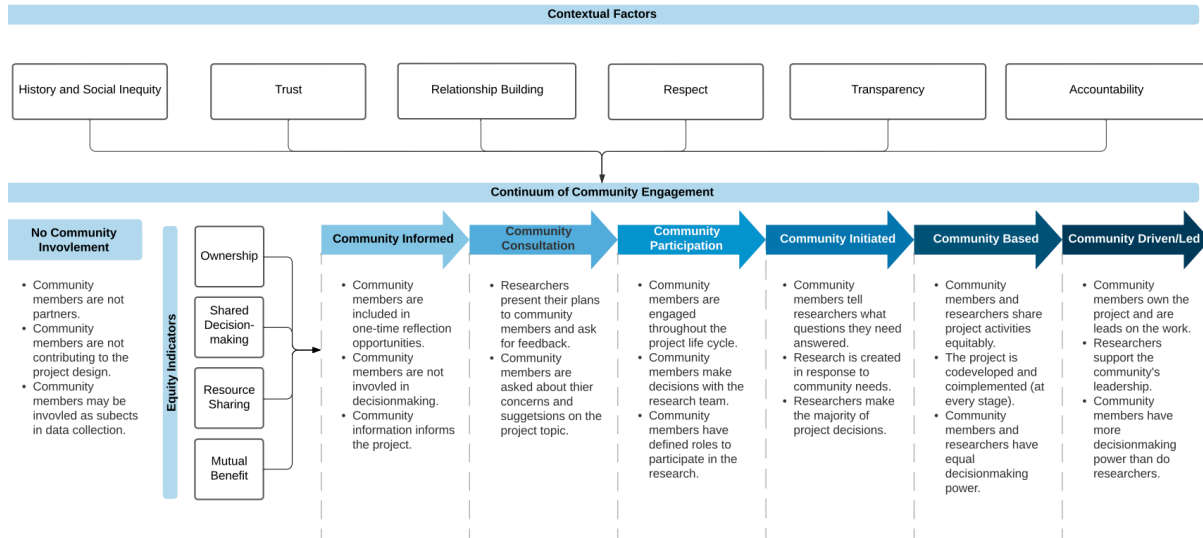 Contextual Factors
History and Social Inequity
Trust
Relationship Building
Respect
Transparency
Accountability
Continuum of Community Engagement
No Community
Invovlement
• Community
members are not
partners.
• Community
members are not
contributing to the
project design.
• Community
members may be
invovled as subects
in data collection.
Equity Indicators
Ownership
Shared
Decision-
making
Resource
Sharing
Mutual
Benefit
Community Informed
• Community
members are
included in
one-time reflection
opportunities.
• Community
members are not
invovled in
decisionmaking.
• Community
information informs
the project.
Community
Consultation
• Researchers
present their plans
to community
members and ask
for feedback.
• Community
members are
asked about thier
concerns and
suggetsions on the
project topic.
Community
Participation
• Community
members are
engaged
throughout the
project life cycle.
• Community
members make
decisions with the
research team.
• Community
members have
defined roles to
participate in the
research.
Community Initiated
• Community
members tell
researchers what
questions they need
answered.
• Research is created
in response to
community needs.
• Researchers make
the majority of
project decisions.
Community Based
• Community
members and
researchers share
project activities
equitably.
• The project is
codeveloped and
coimplemented (at
every stage).
• Community
members and
researchers have
equal
decisionmaking
power.
Community Driven/Led
• Community
members own the
project and are
leads on the work.
• Researchers
support the
community's
leadership.
• Community
members have
more
decisionmaking
power than do
researchers.